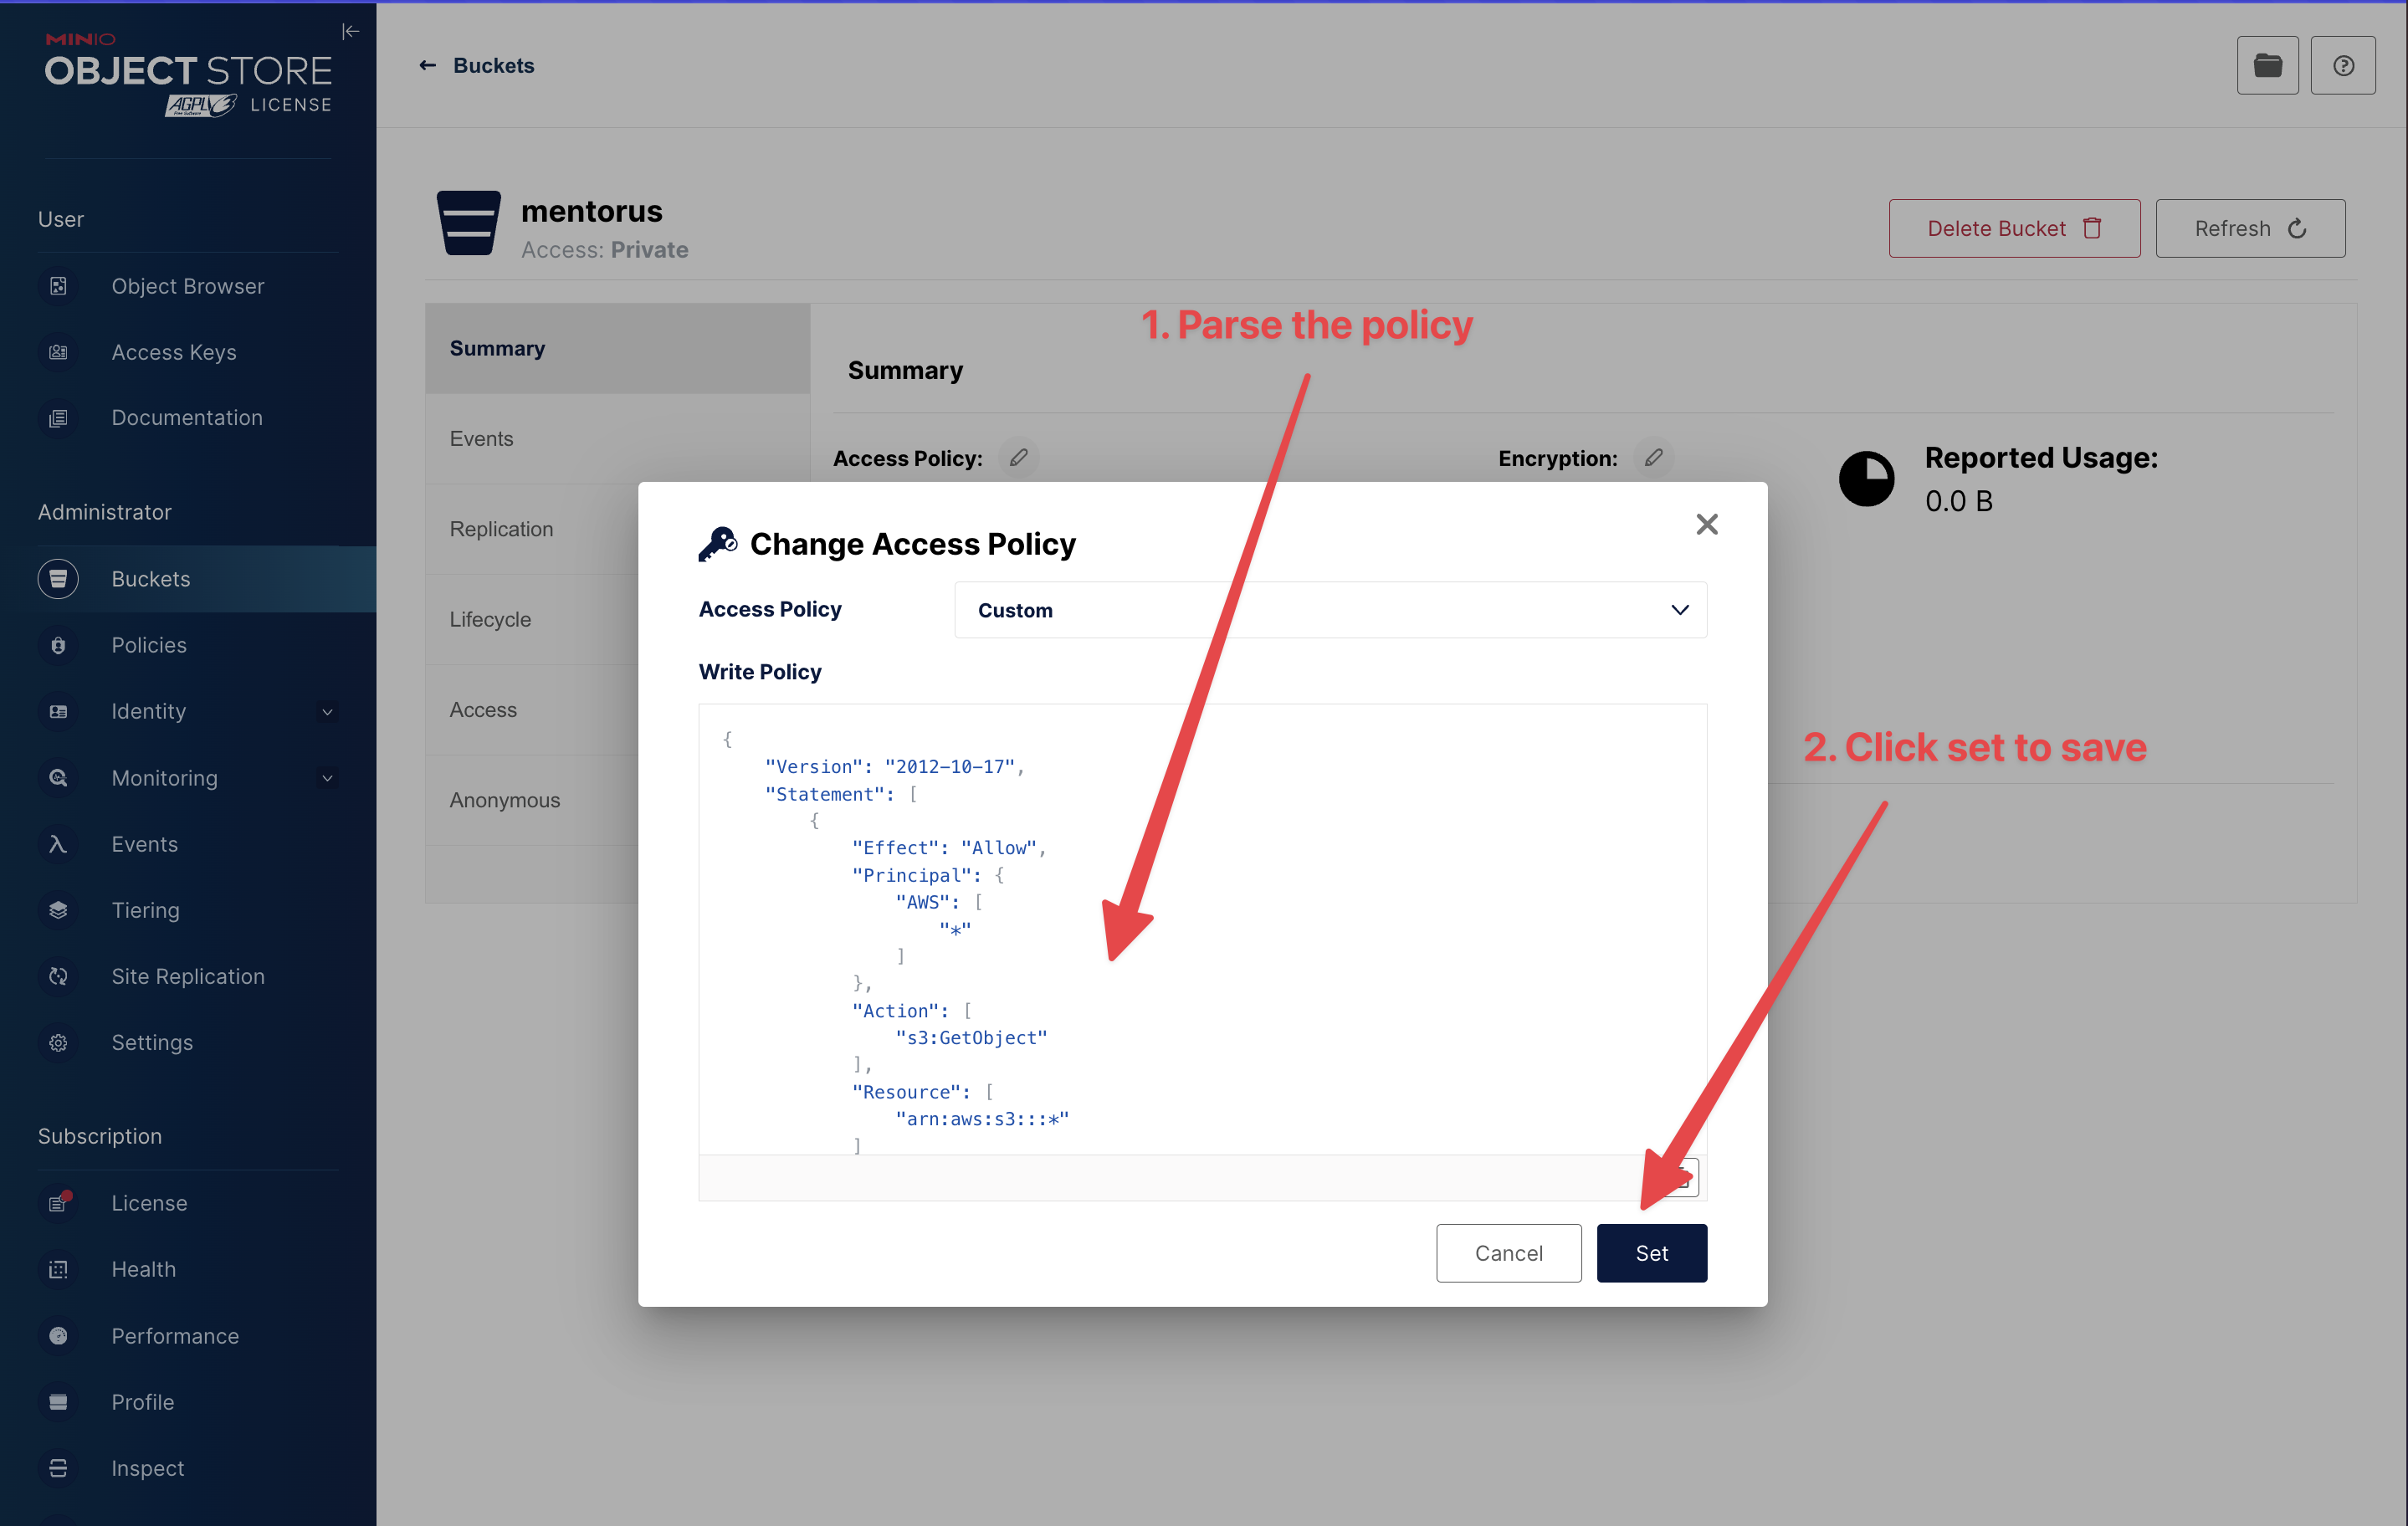 MINIO
OBJECT STORE
AGPL v3 LICENSE
Free Software
User
Object Browser
Access Keys
Documentation
Administrator
Buckets
Policies
Identity
Monitoring
Events
Tiering
Site Replication
Settings
Subscription
License
Health
Performance
Profile
Inspect
Buckets
mentorus
Access: Private
Delete Bucket
Refresh
Summary
Events
Replication
Lifecycle
Access
Anonymous
1. Parse the policy
Summary
Access Policy:
Encryption:
Reported Usage:
0.0 B
Change Access Policy
Access Policy
Custom
Write Policy
{
"Version": "2012-10-17",
"Statement": [
{
"Effect": "Allow",
"Principal": {
"AWS": [
"*"
]
},
"Action": [
"s3:GetObject"
],
"Resource": [
"arn:aws:s3:::*"
]
2. Click set to save
Cancel
Set